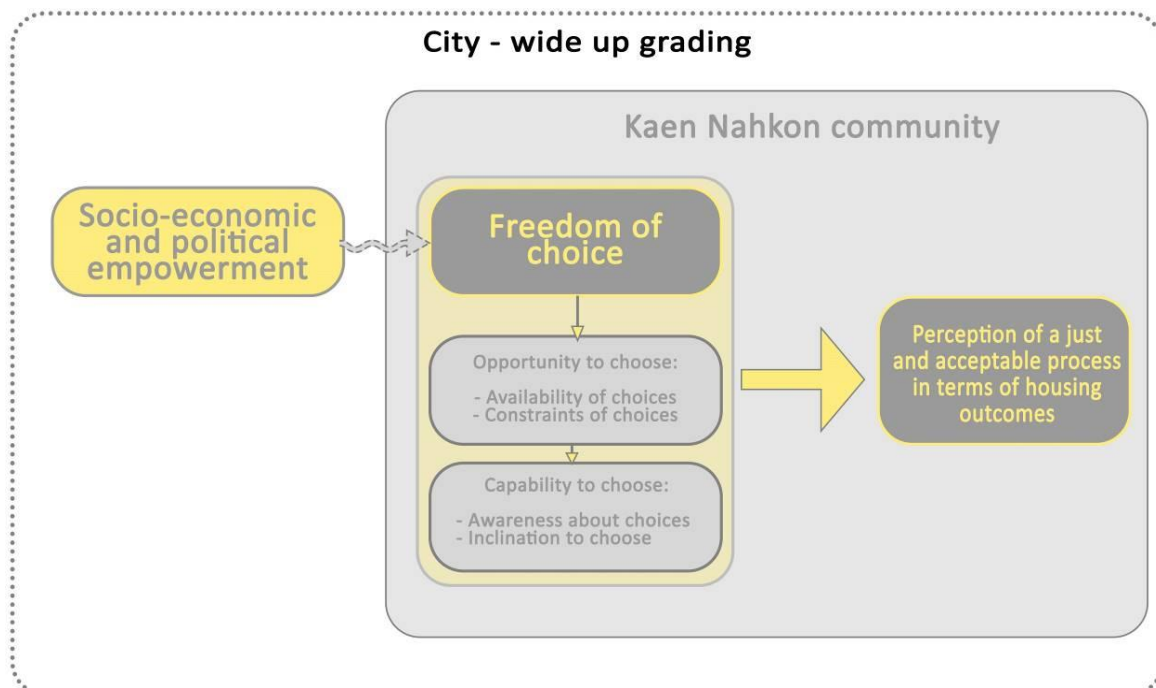 City - wide up grading
Kaen Nahkon community
Socio-economic
and political
empowerment
Freedom of
choice
Opportunity to choose:
- Availability of choices
- Constraints of choices
Capability to choose:
- Awareness about choices
- Inclination to choose
Perception of a just
and acceptable process
in terms of housing
outcomes